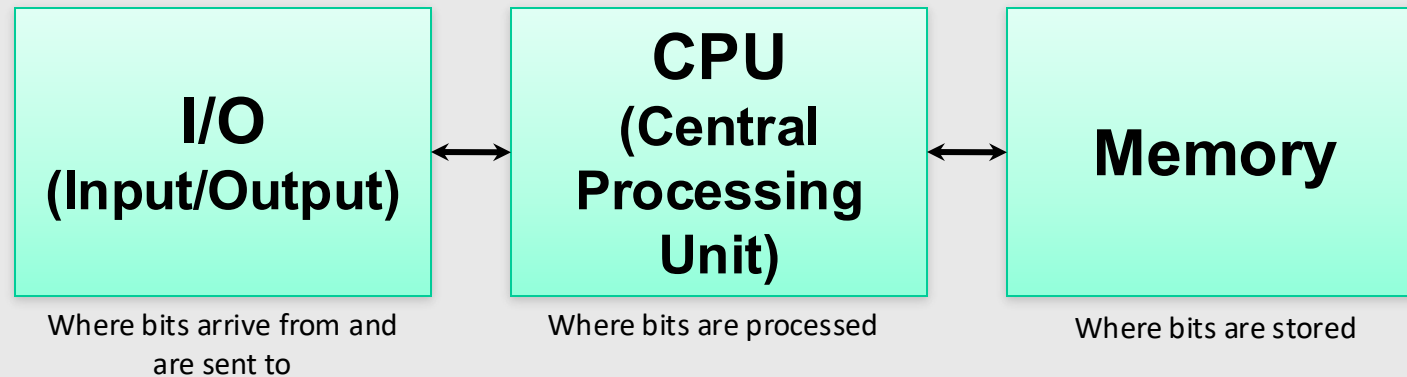 I/O
(Input/Output)
Where bits arrive from and
are sent to
CPU
(Central
Processing
Unit)
Where bits are processed
Memory
Where bits are stored